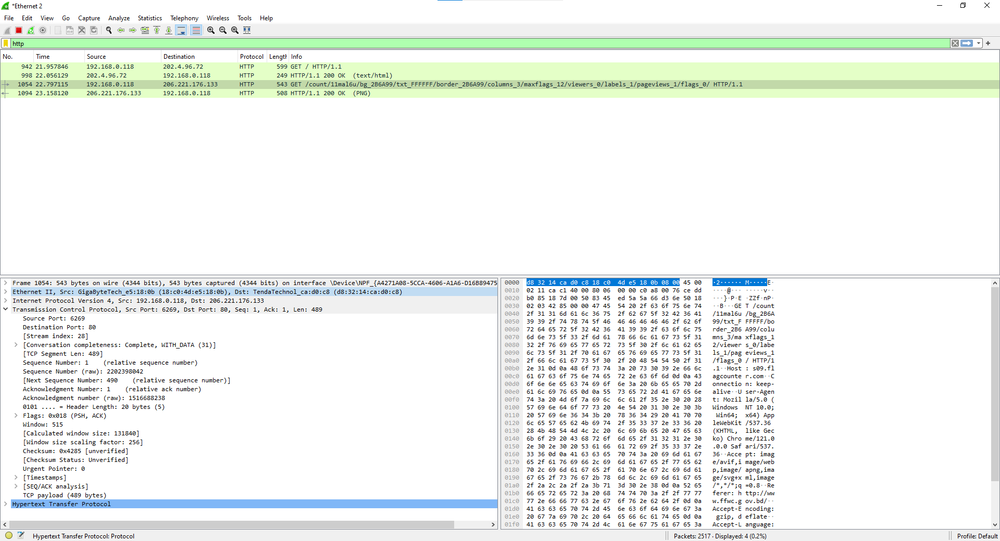 *Ethernet 2
File Edit View Go Capture Analyze Statistics Telephony Wireless Tools Help
http
No. Time Source Destination Protocol Length Info
942 21.957846 192.168.0.118 202.4.96.72 HTTP 599 GET / HTTP/1.1
998 22.056129 202.4.96.72 192.168.0.118 HTTP 249 HTTP/1.1 200 OK (text/html)
1054 22.797115 192.168.0.118 206.221.176.133 HTTP 543 GET /count/11mal6u/bg_2B6A99/txt_FFFFFF/border_2B6A99/columns_3/maxflags_12/viewers_0/labels_1/pageviews_1/flags_0/ HTTP/1.1
1094 23.158120 206.221.176.133 192.168.0.118 HTTP 508 HTTP/1.1 200 OK (PNG)
Frame 1054: 543 bytes on wire (4344 bits), 543 bytes captured (4344 bits) on interface \Device\NPF_{A4271A08-5CCA-4606-A1A6-D16B89475
Ethernet II, Src: GigaByteTech_e5:18:0b (18:c0:4d:e5:18:0b), Dst: TendaTechnol_ca:d0:c8 (d8:32:14:ca:d0:c8)
Internet Protocol Version 4, Src: 192.168.0.118, Dst: 206.221.176.133
Transmission Control Protocol, Src Port: 6269, Dst Port: 80, Seq: 1, Ack: 1, Len: 489
Source Port: 6269
Destination Port: 80
[Stream index: 28]
[Conversation completeness: Complete, WITH_DATA (31)]
[TCP Segment Len: 489]
Sequence Number: 1 (relative sequence number)
Sequence Number (raw): 2202398042
[Next Sequence Number: 490 (relative sequence number)]
Acknowledgment Number: 1 (relative ack number)
Acknowledgment number (raw): 1516688238
0101 .... = Header Length: 20 bytes (5)
Flags: 0x018 (PSH, ACK)
Window: 515
[Calculated window size: 131840]
[Window size scaling factor: 256]
Checksum: 0x4285 [unverified]
[Checksum Status: Unverified]
Urgent Pointer: 0
[Timestamps]
[SEQ/ACK analysis]
TCP payload (489 bytes)
Hypertext Transfer Protocol
0000 d8 32 14 ca d0 c8 18 c0 4d e5 18 0b 08 00 45 00 ·2······ M·····E·
0010 02 11 ca c1 40 00 80 06 00 00 c0 a8 00 76 ce dd ····@··· ·····v··
0020 b0 85 18 7d 00 50 83 45 ed 5a 5a 66 d3 6e 50 18 ···}·P·E ·ZZf·nP·
0030 02 03 42 85 00 00 47 45 54 20 2f 63 6f 75 6e 74 ··B···GE T /count
0040 2f 31 31 6d 61 6c 36 75 2f 62 67 5f 32 42 36 41 /11mal6u /bg_2B6A
0050 39 39 2f 74 78 74 5f 46 46 46 46 46 46 2f 62 6f 99/txt_F FFFFF/bo
0060 72 64 65 72 5f 32 42 36 41 39 39 2f 63 6f 6c 75 rder_2B6 A99/colu
0070 6d 6e 73 5f 33 2f 6d 61 78 66 6c 61 67 73 5f 31 mns_3/ma xflags_1
0080 32 2f 76 69 65 77 65 72 73 5f 30 2f 6c 61 62 65 2/viewer s_0/labe
0090 6c 73 5f 31 2f 70 61 67 65 76 69 65 77 73 5f 31 ls_1/pag eviews_1
00a0 2f 66 6c 61 67 73 5f 30 2f 20 48 54 54 50 2f 31 /flags_0 / HTTP/1
00b0 2e 31 0d 0a 48 6f 73 74 3a 20 73 30 39 2e 66 6c .1··Host : s09.fl
00c0 61 67 63 6f 75 6e 74 65 72 2e 63 6f 6d 0d 0a 43 agcounte r.com··C
00d0 6f 6e 6e 65 63 74 69 6f 6e 3a 20 6b 65 65 70 2d onnectio n: keep-
00e0 61 6c 69 76 65 0d 0a 55 73 65 72 2d 41 67 65 6e alive··U ser-Agen
00f0 74 3a 20 4d 6f 7a 69 6c 6c 61 2f 35 2e 30 20 28 t: Mozil la/5.0 (
0100 57 69 6e 64 6f 77 73 20 4e 54 20 31 30 2e 30 3b Windows NT 10.0;
0110 20 57 69 6e 36 34 3b 20 78 36 34 29 20 41 70 70 Win64; x64) App
0120 6c 65 57 65 62 4b 69 74 2f 35 33 37 2e 33 36 20 leWebKit /537.36
0130 28 4b 48 54 4d 4c 2c 20 6c 69 6b 65 20 47 65 63 (KHTML, like Gec
0140 6b 6f 29 20 43 68 72 6f 6d 65 2f 31 32 31 2e 30 ko) Chro me/121.0
0150 2e 30 2e 30 20 53 61 66 61 72 69 2f 35 33 37 2e .0.0 Saf ari/537.
0160 33 36 0d 0a 41 63 63 65 70 74 3a 20 69 6d 61 67 36··Acce pt: imag
0170 65 2f 61 76 69 66 2c 69 6d 61 67 65 2f 77 65 62 e/avif,i mage/web
0180 70 2c 69 6d 61 67 65 2f 61 70 6e 67 2c 69 6d 61 p,image/ apng,ima
0190 67 65 2f 73 76 67 2b 78 6d 6c 2c 69 6d 61 67 65 ge/svg+x ml,image
01a0 2f 2a 2c 2a 2f 2a 3b 71 3d 30 2e 38 0d 0a 52 65 /*,*/*;q =0.8··Re
01b0 66 65 72 65 72 3a 20 68 74 74 70 3a 2f 2f 77 77 ferer: h ttp://ww
01c0 77 2e 66 66 77 63 2e 67 6f 76 2e 62 64 2f 0d 0a w.ffwc.g ov.bd/··
01d0 41 63 63 65 70 74 2d 45 6e 63 6f 64 69 6e 67 3a Accept-E ncoding:
01e0 20 67 7a 69 70 2c 20 64 65 66 6c 61 74 65 0d 0a gzip, d eflate··
01f0 41 63 63 65 70 74 2d 4c 61 6e 67 75 61 67 65 3a Accept-L anguage:
Hypertext Transfer Protocol: Protocol Packets: 2517 · Displayed: 4 (0.2%) Profile: Default